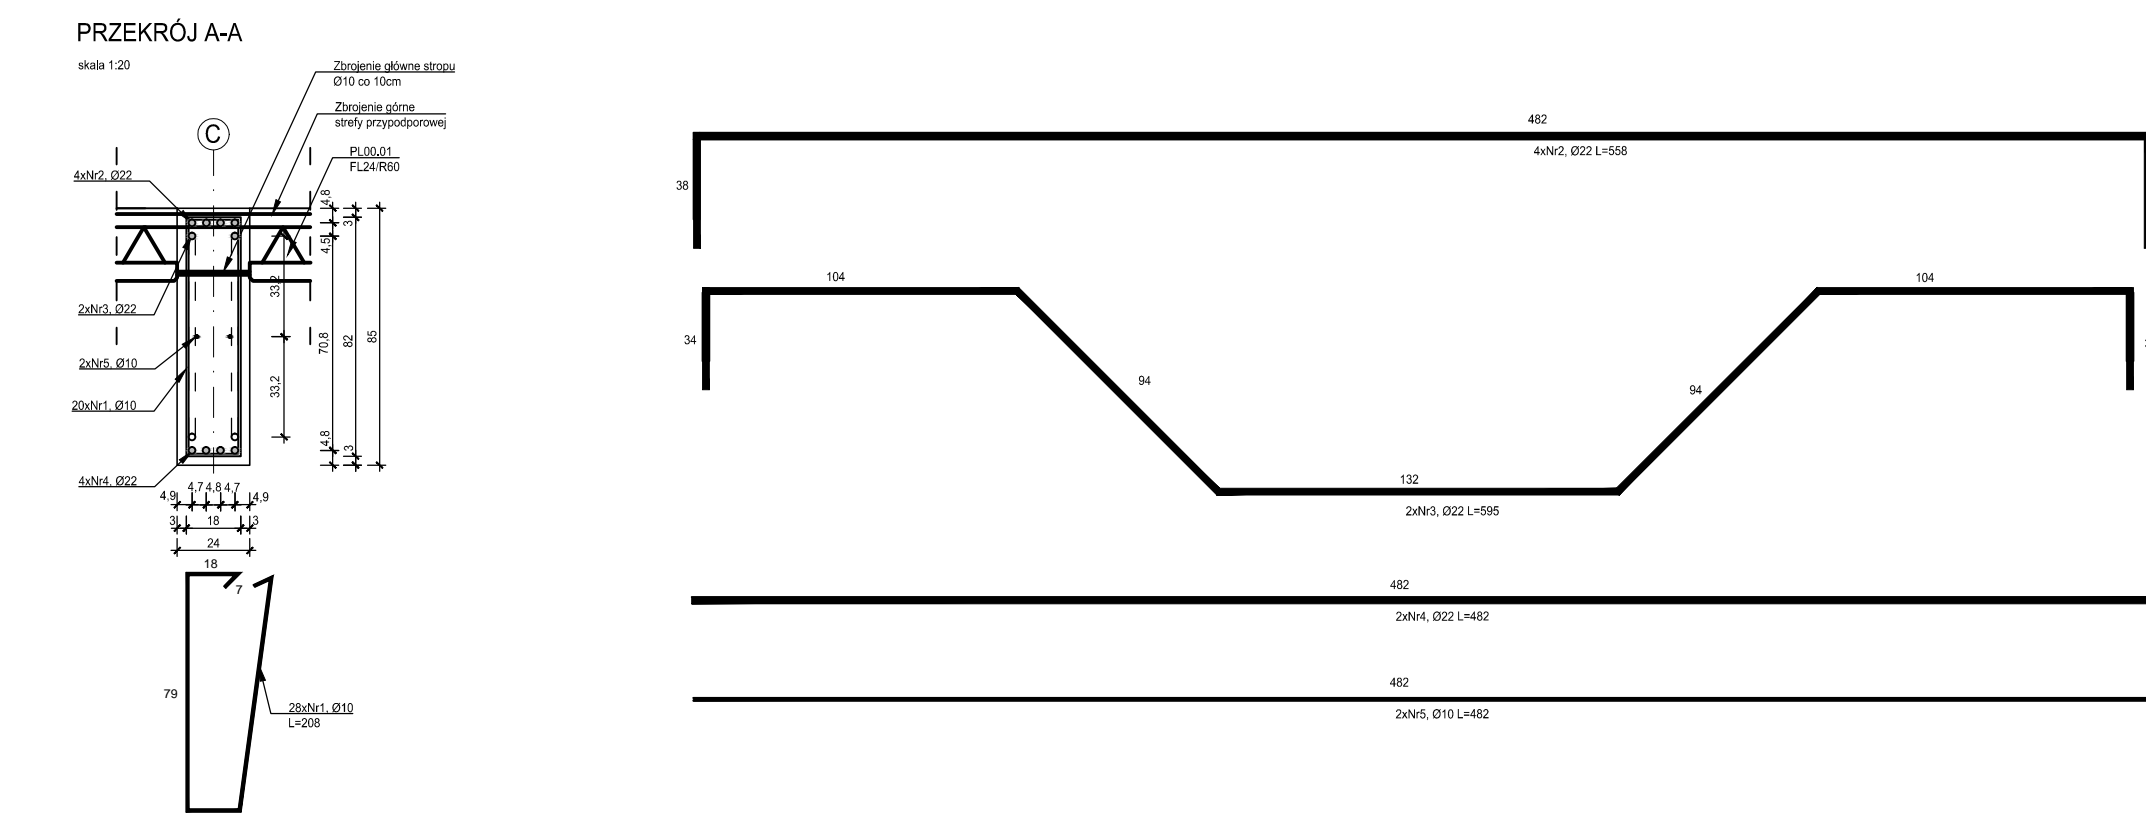 PRZEKRÓJ A-A
skala 1:20
Zbrojenie główne stropu
Ø10 co 10cm
Zbrojenie górne
strefy przypodporowej
C
PL00.01
FL24/R60
4xNr2, Ø22
4,8
3
4,5
33,2
2xNr3, Ø22
70,8
82
85
2xNr5, Ø10
33,2
20xNr1, Ø10
4,8
3
4xNr4, Ø22
4,9
4,7
4,8
4,7
4,9
3
18
3
24
18
7
79
28xNr1, Ø10
L=208
482
4xNr2, Ø22 L=558
38
104
104
34
94
94
132
2xNr3, Ø22 L=595
482
2xNr4, Ø22 L=482
482
2xNr5, Ø10 L=482